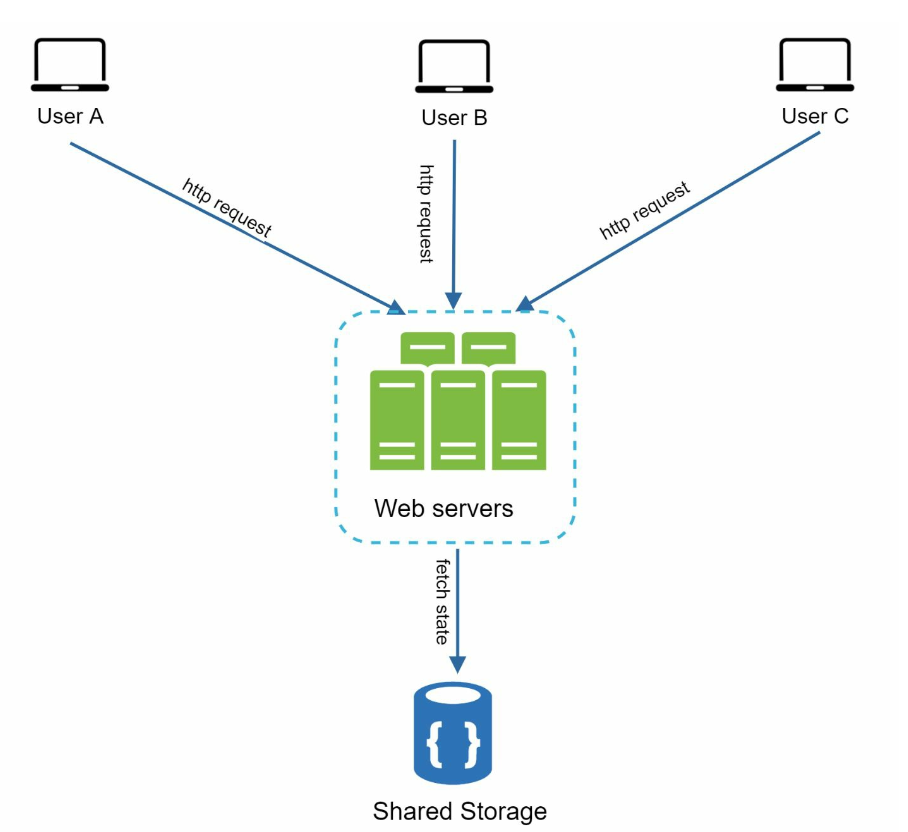 User A
User B
User C
http request
http request
http request
Web servers
fetch state
{ }
Shared Storage